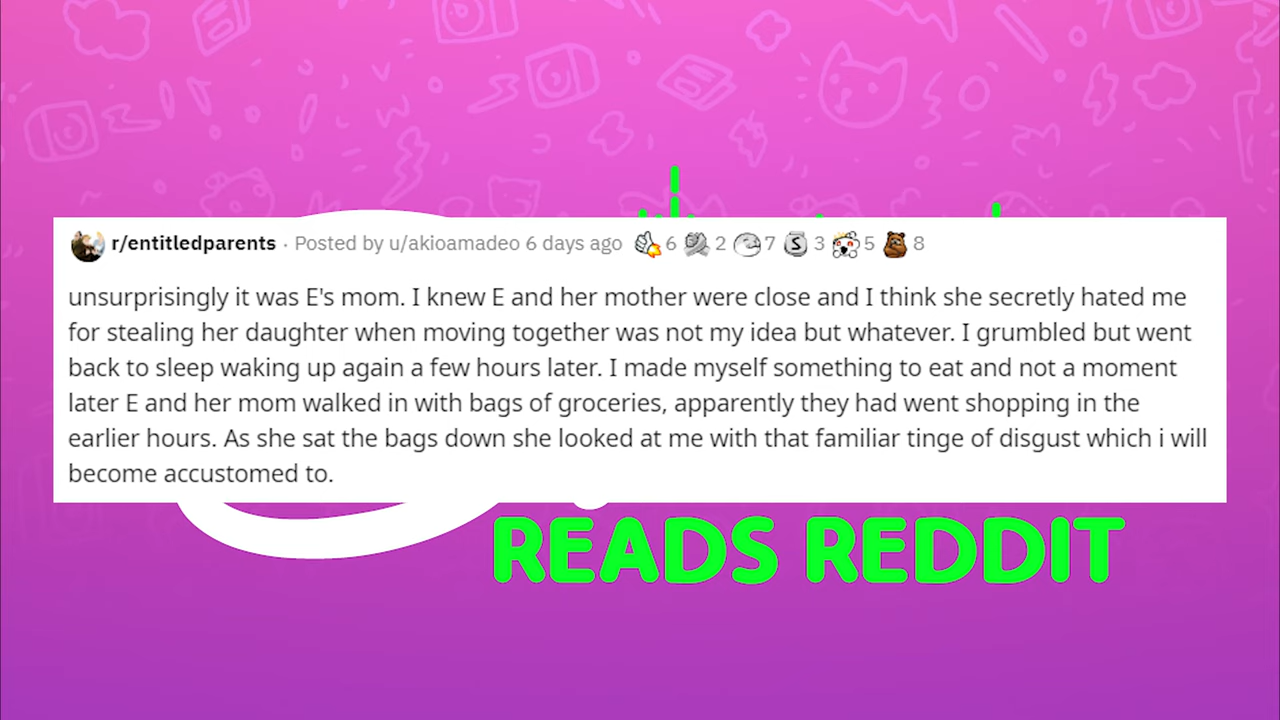 r/entitledparents · Posted by u/akioamadeo 6 days ago 6 2 7 3 5 8
unsurprisingly it was E's mom. I knew E and her mother were close and I think she secretly hated me
for stealing her daughter when moving together was not my idea but whatever. I grumbled but went
back to sleep waking up again a few hours later. I made myself something to eat and not a moment
later E and her mom walked in with bags of groceries, apparently they had went shopping in the
earlier hours. As she sat the bags down she looked at me with that familiar tinge of disgust which i will
become accustomed to.
READS REDDIT